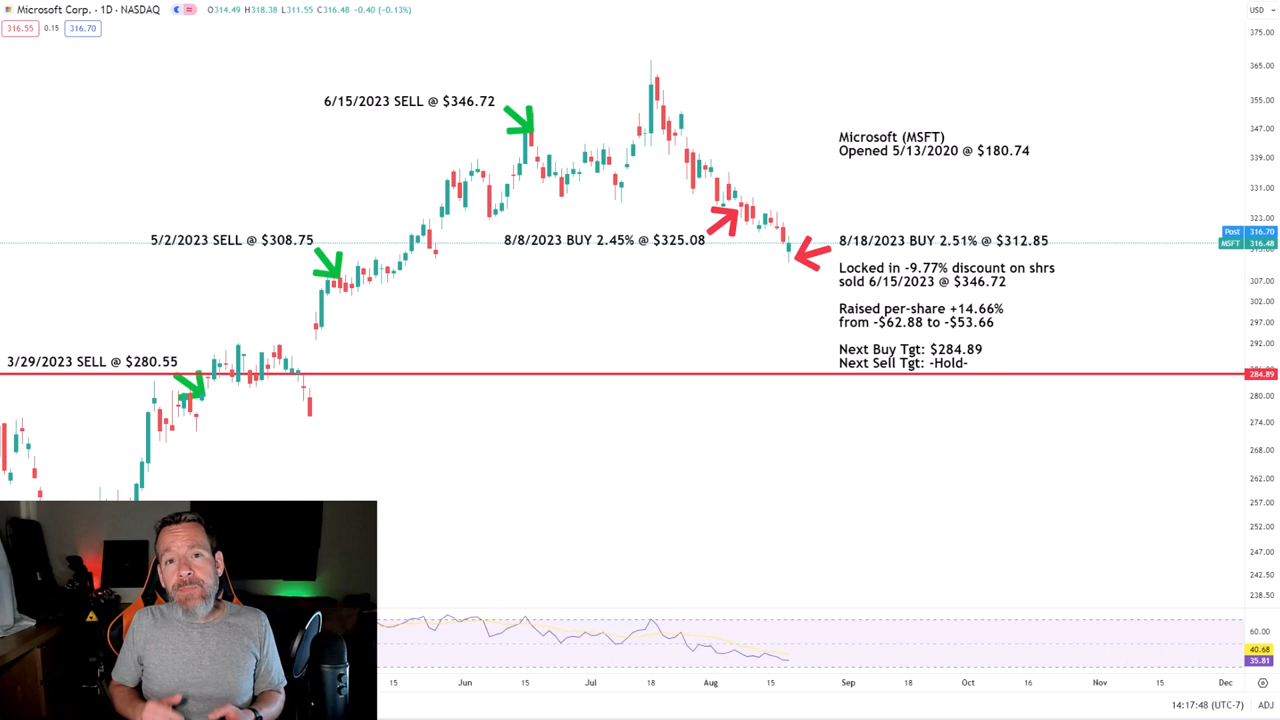 Microsoft Corp. · 1D · NASDAQ
O314.49 H318.38 L311.55 C316.48 -0.40 (-0.13%)
USD
316.55 0.15 316.70
375.00
365.00
6/15/2023 SELL @ $346.72
355.00
347.00
Microsoft (MSFT)
Opened 5/13/2020 @ $180.74
339.00
331.00
323.00
5/2/2023 SELL @ $308.75
8/8/2023 BUY 2.45% @ $325.08
8/18/2023 BUY 2.51% @ $312.85
Post 316.70
MSFT 316.48
Locked in -9.77% discount on shrs
sold 6/15/2023 @ $346.72
307.00
302.00
Raised per-share +14.66%
from -$62.88 to -$53.66
297.00
292.00
Next Buy Tgt: $284.89
3/29/2023 SELL @ $280.55
Next Sell Tgt: -Hold-
284.89
280.00
274.00
268.00
262.00
257.00
252.00
247.00
242.50
238.50
60.00
40.68
35.81
15 Jun 15 Jul 18 Aug 15 Sep 18 Oct 16 Nov 15 Dec
14:17:48 (UTC-7) ADJ